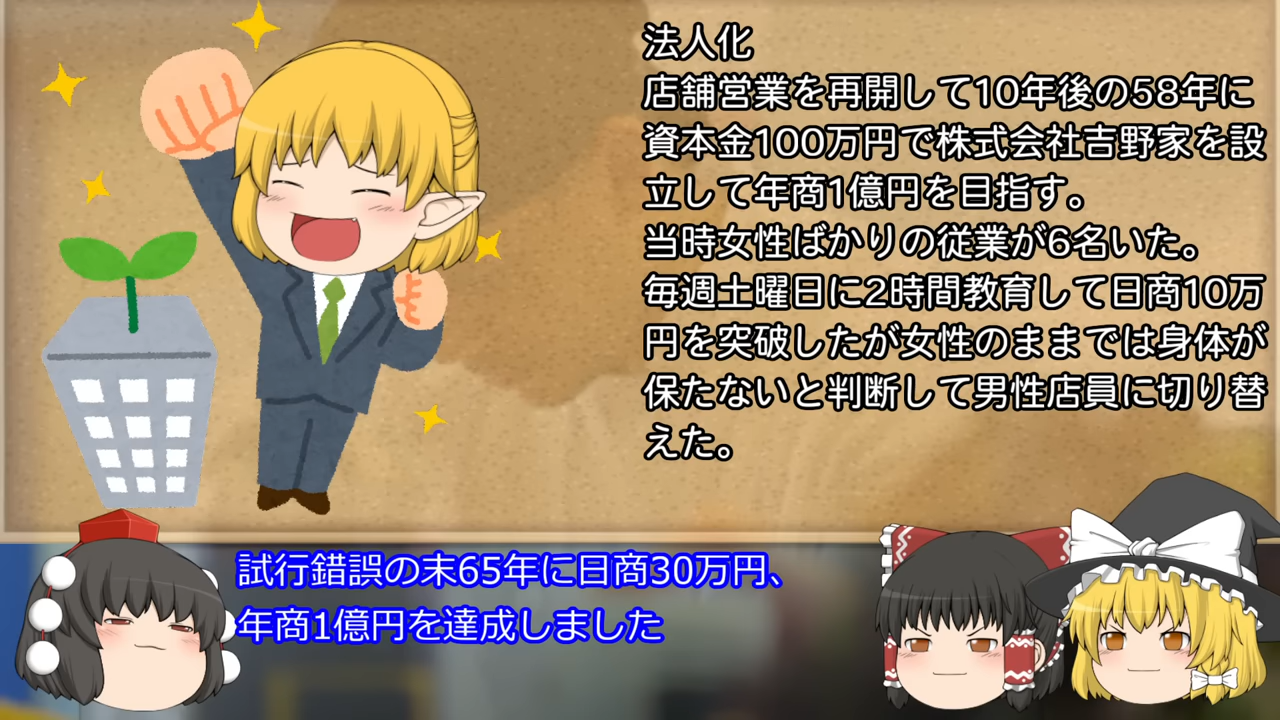 法人化
店舗営業を再開して10年後の58年に
資本金100万円で株式会社吉野家を設
立して年商1億円を目指す。
当時女性ばかりの従業が6名いた。
毎週土曜日に2時間教育して日商10万
円を突破したが女性のままでは身体が
保たないと判断して男性店員に切り替
えた。
試行錯誤の末65年に日商30万円、
年商1億円を達成しました